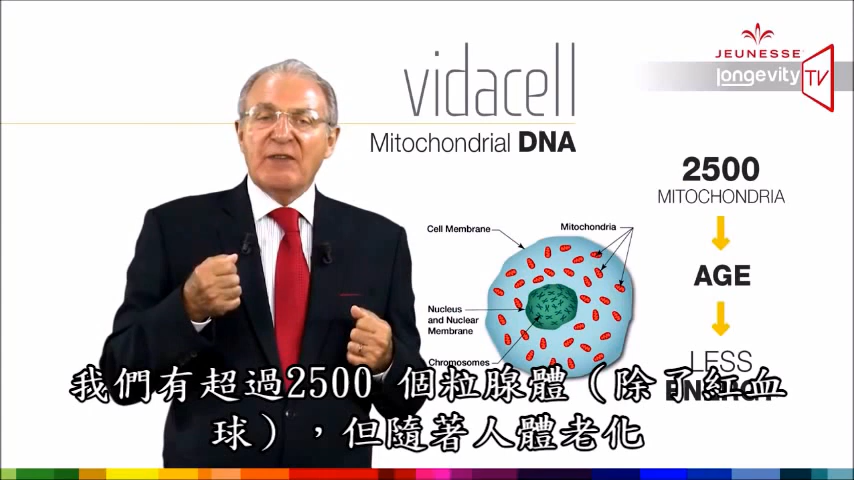 JEUNESSE
longevity TV
vidacell
Mitochondrial DNA
2500
MITOCHONDRIA
AGE
LESS
ENERGY
Cell Membrane
Mitochondria
Nucleus
and Nuclear
Membrane
Chromosomes
我們有超過2500 個粒腺體（除了紅血
球），但隨著人體老化